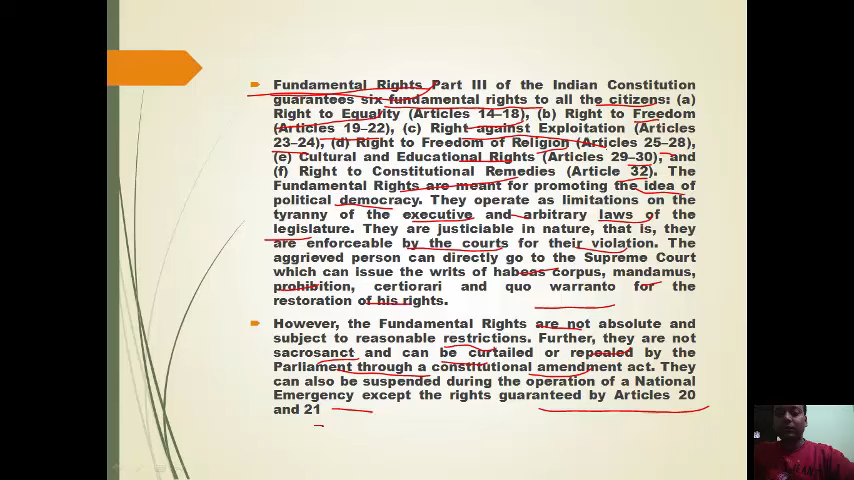 Fundamental Rights Part III of the Indian Constitution
guarantees six fundamental rights to all the citizens: (a)
Right to Equality (Articles 14–18), (b) Right to Freedom
(Articles 19–22), (c) Right against Exploitation (Articles
23–24), (d) Right to Freedom of Religion (Articles 25–28),
(e) Cultural and Educational Rights (Articles 29–30), and
(f) Right to Constitutional Remedies (Article 32). The
Fundamental Rights are meant for promoting the idea of
political democracy. They operate as limitations on the
tyranny of the executive and arbitrary laws of the
legislature. They are justiciable in nature, that is, they
are enforceable by the courts for their violation. The
aggrieved person can directly go to the Supreme Court
which can issue the writs of habeas corpus, mandamus,
prohibition, certiorari and quo warranto for the
restoration of his rights.
However, the Fundamental Rights are not absolute and
subject to reasonable restrictions. Further, they are not
sacrosanct and can be curtailed or repealed by the
Parliament through a constitutional amendment act. They
can also be suspended during the operation of a National
Emergency except the rights guaranteed by Articles 20
and 21